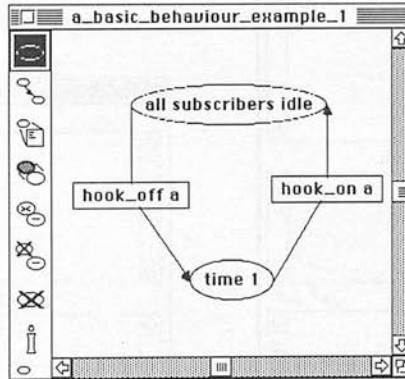 a_basic_behaviour_example_1
all subscribers idle
hook_off a
hook_on a
time 1